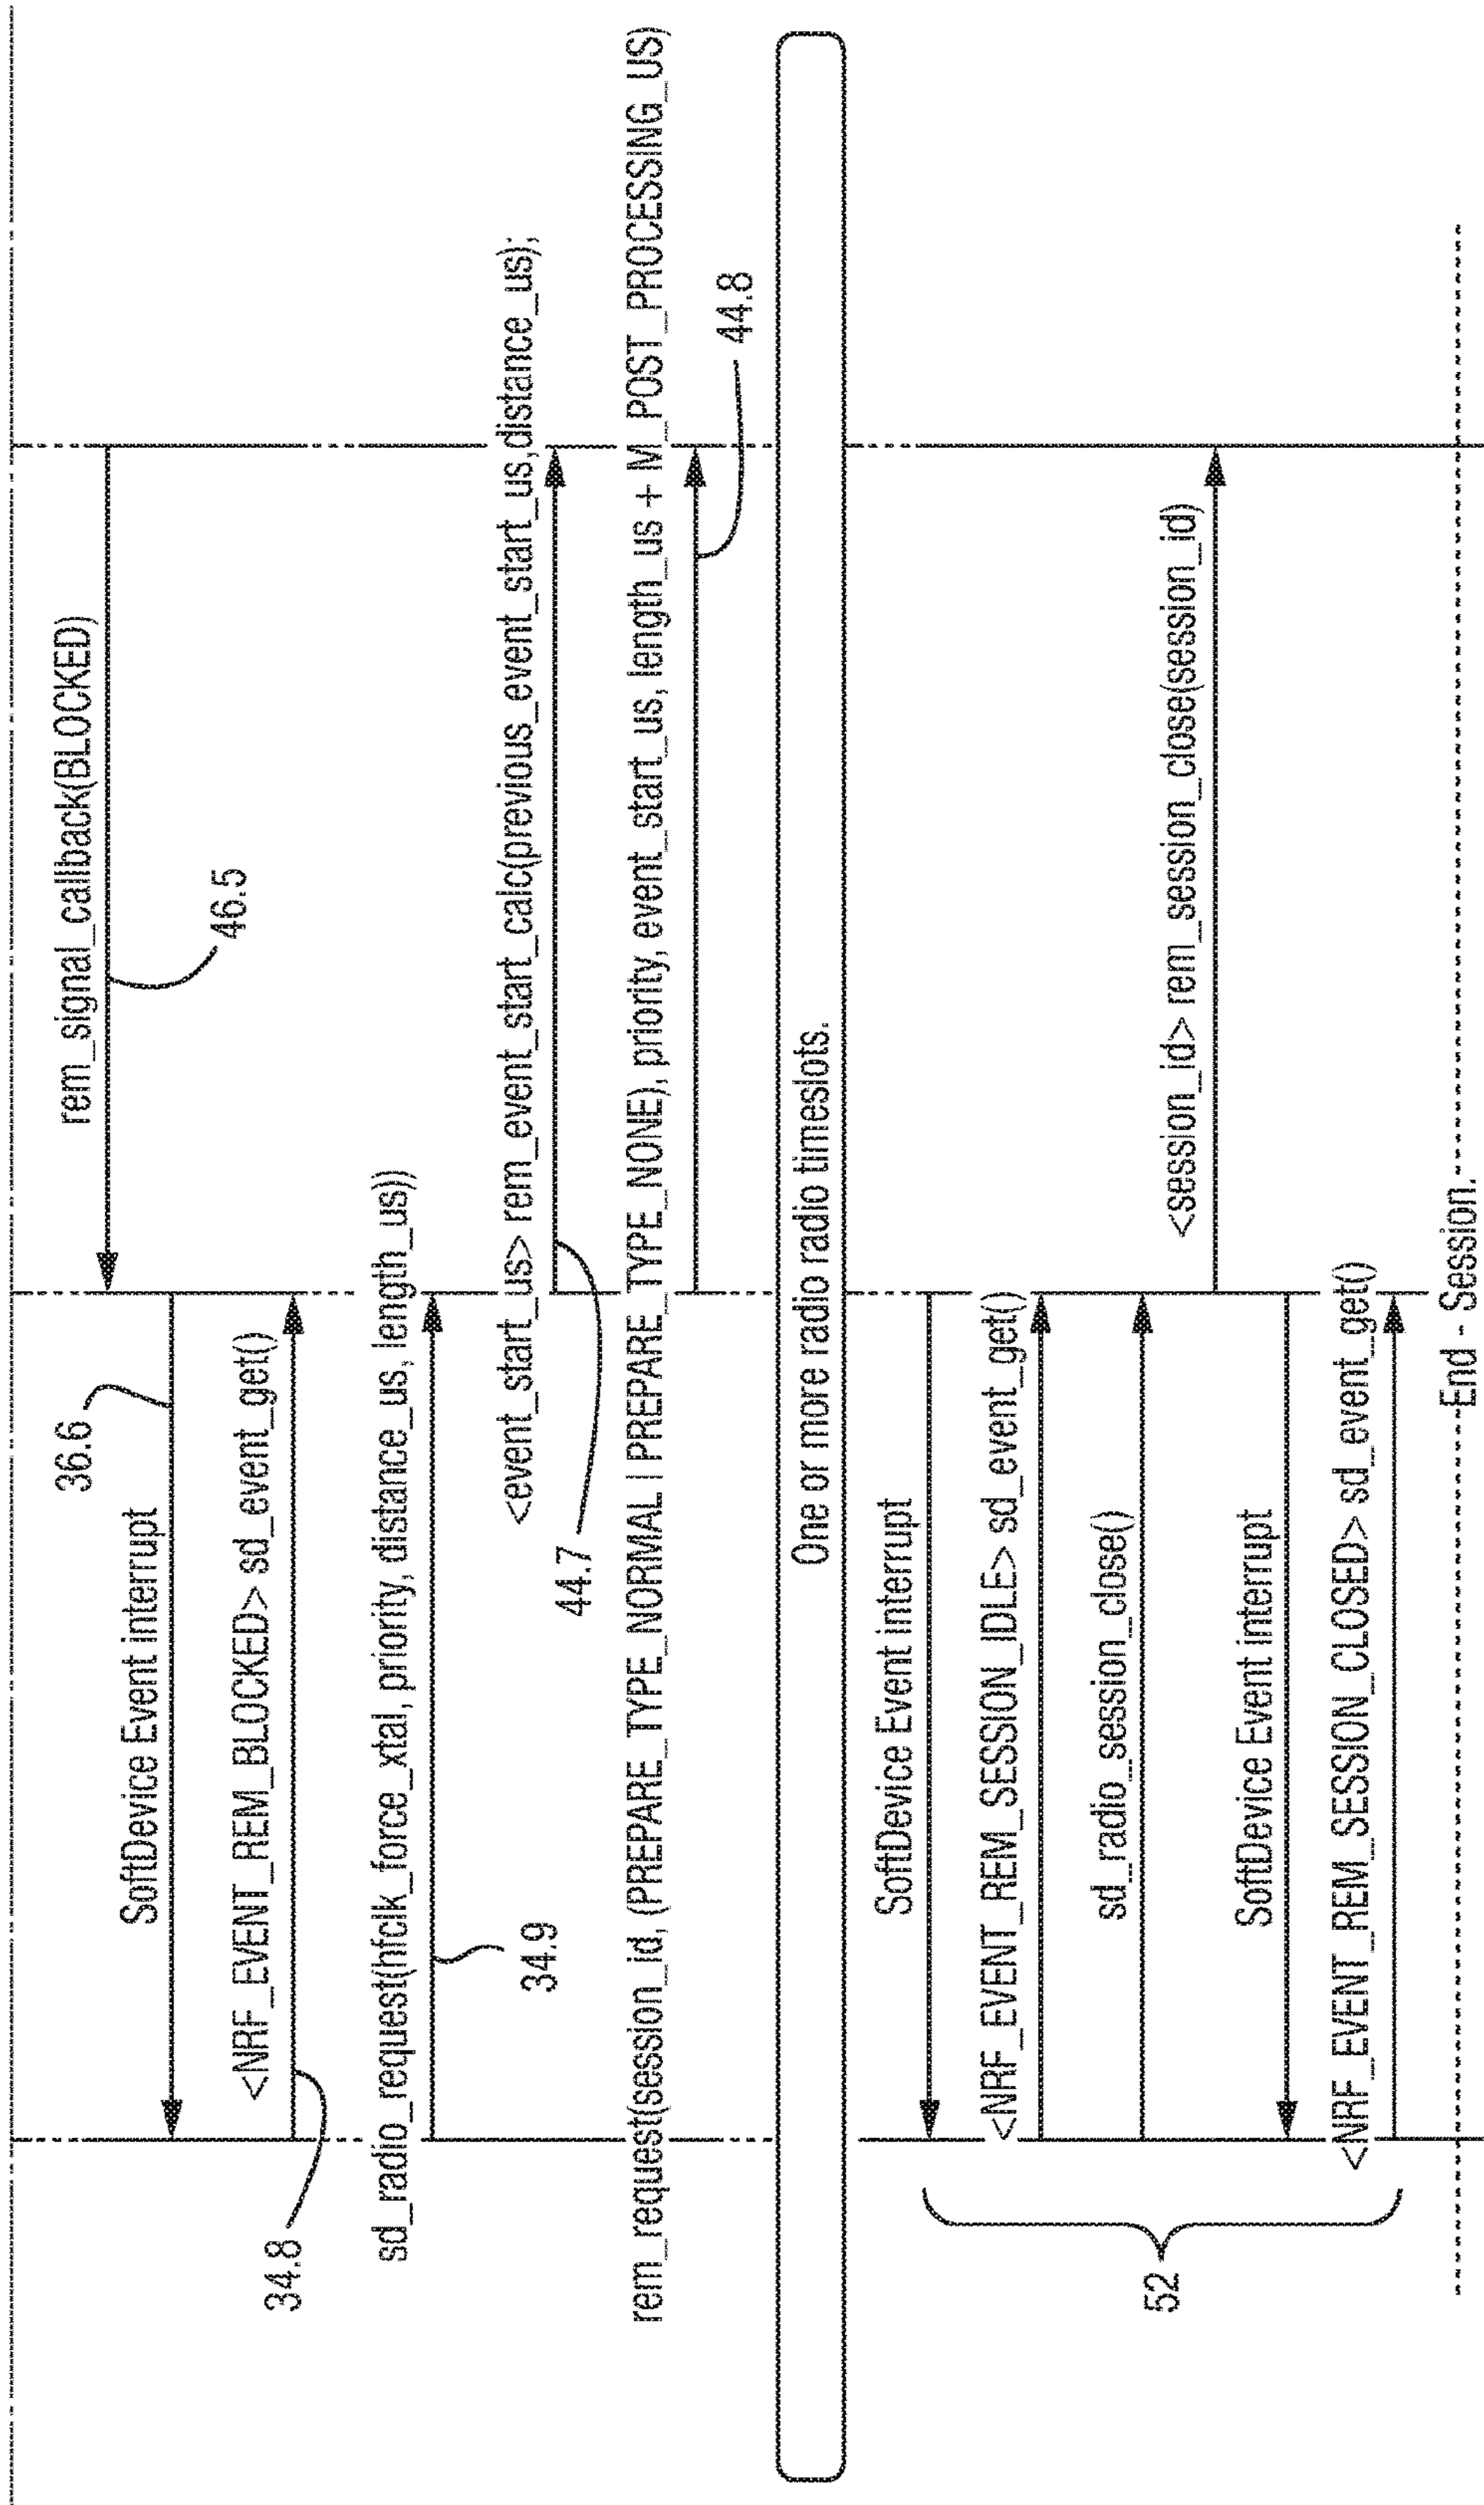 rem_signal_callback(BLOCKED)
46.5
36.6
SoftDevice Event interrupt
<NRF_EVENT_REM_BLOCKED> sd_event_get()
34.8
sd_radio_request(hfclk_force_xtal, priority, distance_us, length_us))
34.9
<event_start_us> rem_event_start_calc(previous_event_start_us,distance_us);
44.7
rem_request(session_id, (PREPARE_TYPE_NORMAL | PREPARE_TYPE_NONE), priority, event_start_us, length_us + M_POST_PROCESSING_US)
44.8
One or more radio radio timeslots.
SoftDevice Event interrupt
<NRF_EVENT_REM_SESSION_IDLE> sd_event_get()
sd_radio_session_close()
<session_id> rem_session_close(session_id)
SoftDevice Event interrupt
<NRF_EVENT_REM_SESSION_CLOSED> sd_event_get()
52
End - Session.